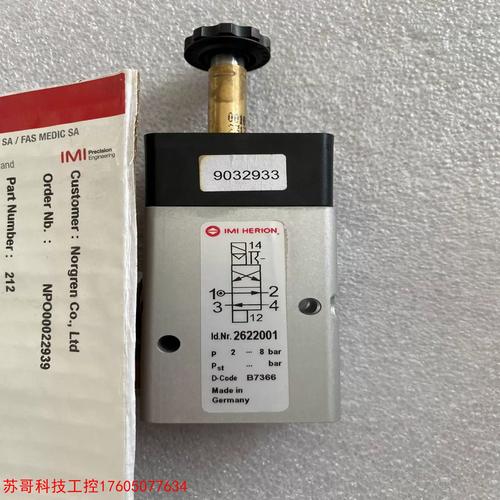 SA / FAS MEDIC SA
and
IMI Precision
Engineering
Customer : Norgren Co., Ltd
Order Nb. : NPO00022939
Part Number : 212
9032933
IMI HERION
14
1 2
3 4
12
Id.Nr. 2622001
P 2 ... 8 bar
Pst ... bar
D-Code B7366
Made in
Germany
苏哥科技工控17605077634